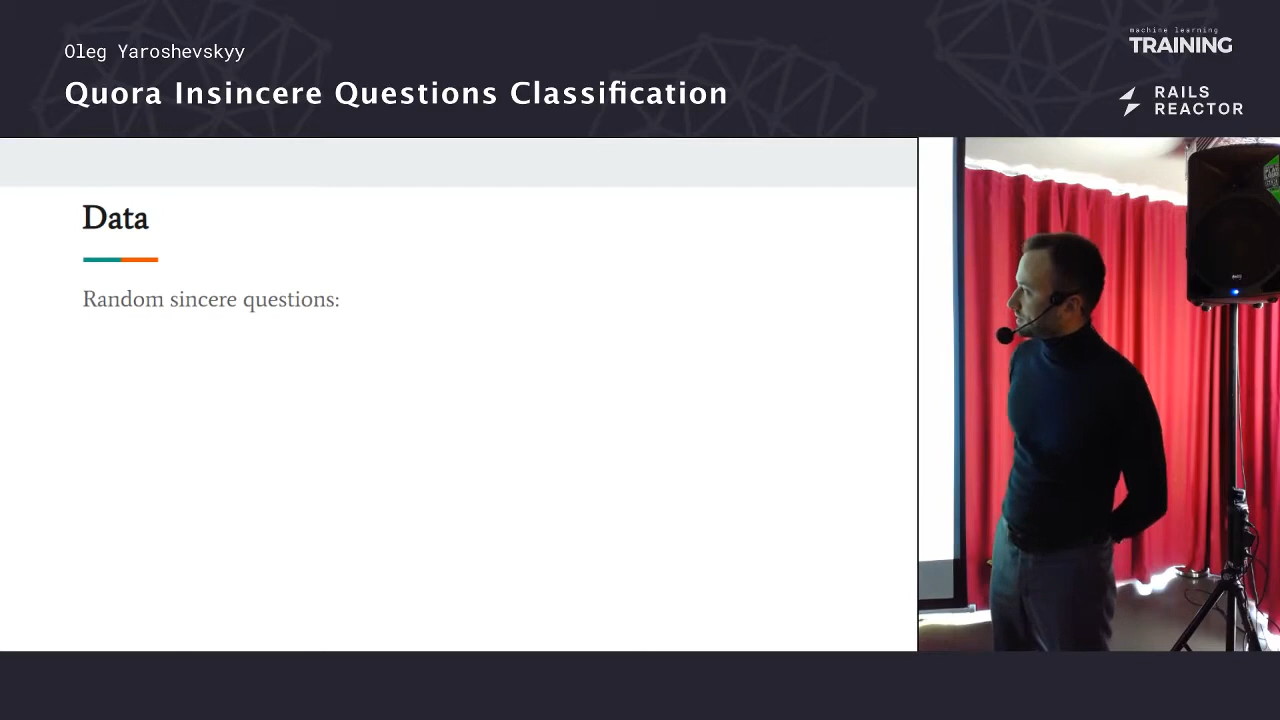 Oleg Yaroshevskyy
Quora Insincere Questions Classification
machine learning
TRAINING
RAILS
REACTOR
Data
Random sincere questions: